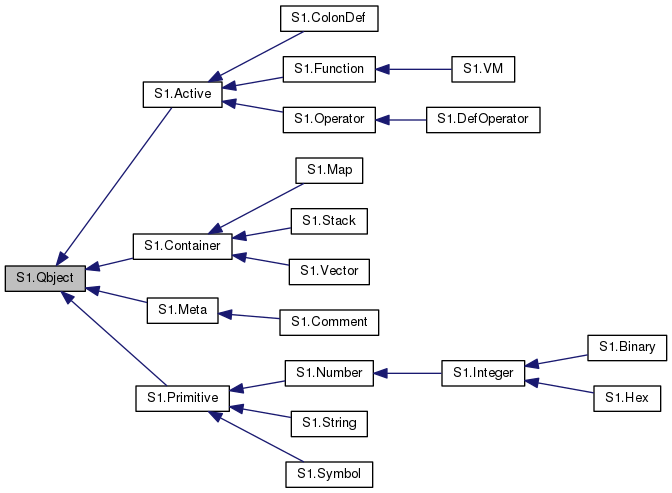 S1.ColonDef
S1.Function
S1.VM
S1.Active
S1.Operator
S1.DefOperator
S1.Map
S1.Stack
S1.Container
S1.Vector
S1.Qbject
S1.Meta
S1.Comment
S1.Binary
S1.Number
S1.Integer
S1.Primitive
S1.Hex
S1.String
S1.Symbol